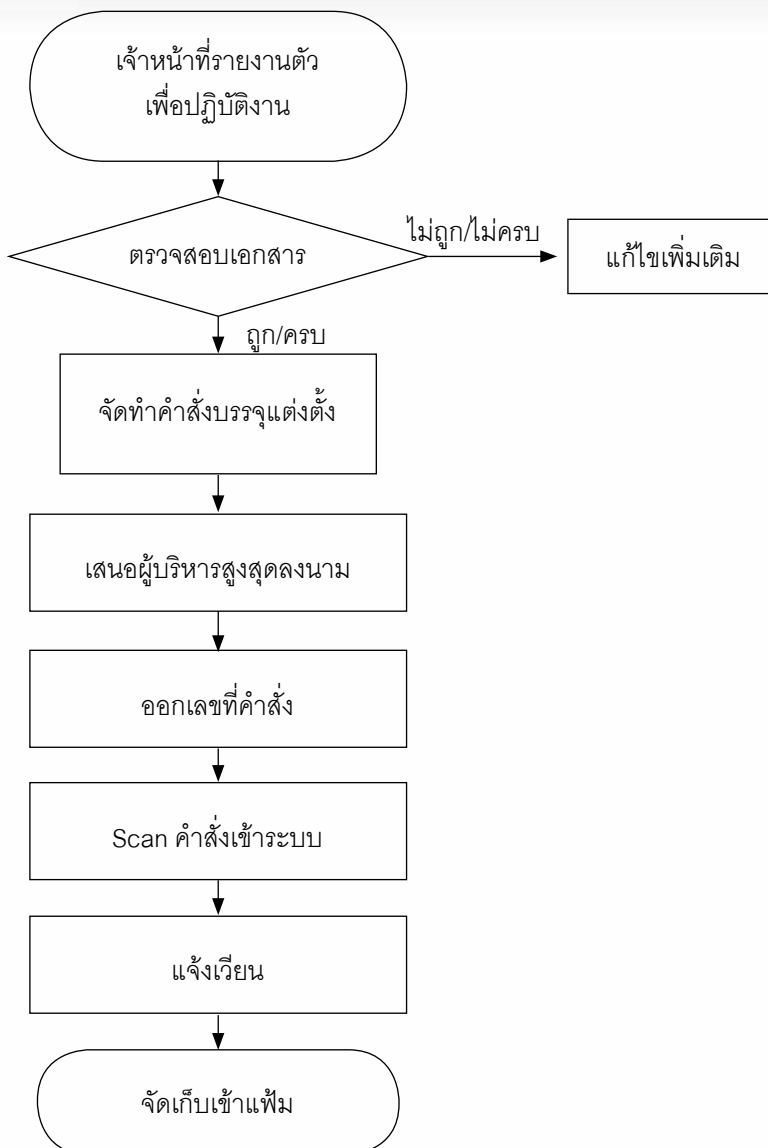 เจ้าหน้าที่รายงานตัว
เพื่อปฏิบัติงาน
ตรวจสอบเอกสาร
ไม่ถูก/ไม่ครบ
แก้ไขเพิ่มเติม
ถูก/ครบ
จัดทำคำสั่งบรรจุแต่งตั้ง
เสนอผู้บริหารสูงสุดลงนาม
ออกเลขที่คำสั่ง
Scan คำสั่งเข้าระบบ
แจ้งเวียน
จัดเก็บเข้าแฟ้ม